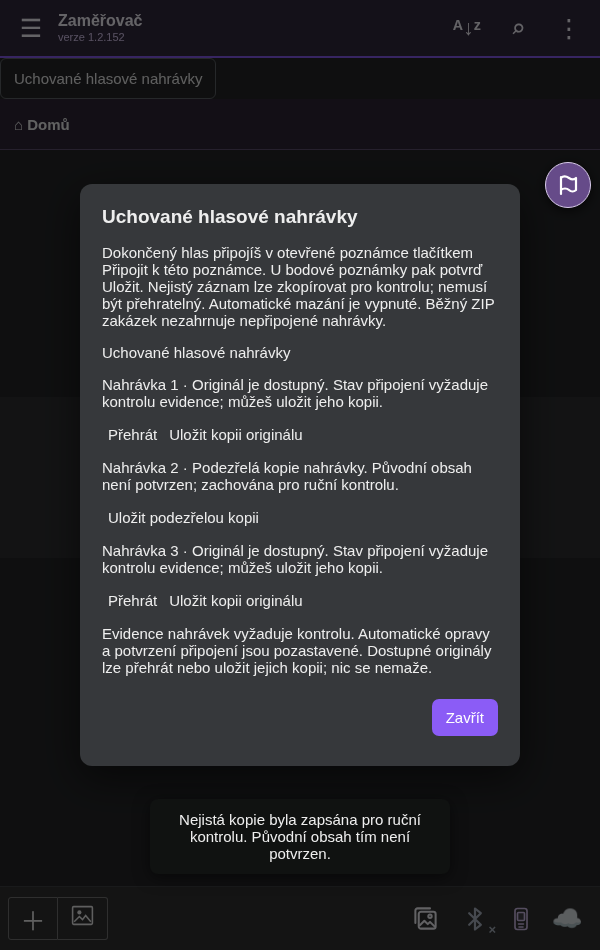 Zaměřovač
verze 1.2.152
A↓z
Uchované hlasové nahrávky
Domů
Uchované hlasové nahrávky
Dokončený hlas připojíš v otevřené poznámce tlačítkem
Připojit k této poznámce. U bodové poznámky pak potvrď
Uložit. Nejistý záznam lze zkopírovat pro kontrolu; nemusí
být přehratelný. Automatické mazání je vypnuté. Běžný ZIP
zakázek nezahrnuje nepřipojené nahrávky.
Uchované hlasové nahrávky
Nahrávka 1 · Originál je dostupný. Stav připojení vyžaduje
kontrolu evidence; můžeš uložit jeho kopii.
Přehrát Uložit kopii originálu
Nahrávka 2 · Podezřelá kopie nahrávky. Původní obsah
není potvrzen; zachována pro ruční kontrolu.
Uložit podezřelou kopii
Nahrávka 3 · Originál je dostupný. Stav připojení vyžaduje
kontrolu evidence; můžeš uložit jeho kopii.
Přehrát Uložit kopii originálu
Evidence nahrávek vyžaduje kontrolu. Automatické opravy
a potvrzení připojení jsou pozastavené. Dostupné originály
lze přehrát nebo uložit jejich kopii; nic se nemaže.
Zavřít
Nejistá kopie byla zapsána pro ruční
kontrolu. Původní obsah tím není
potvrzen.